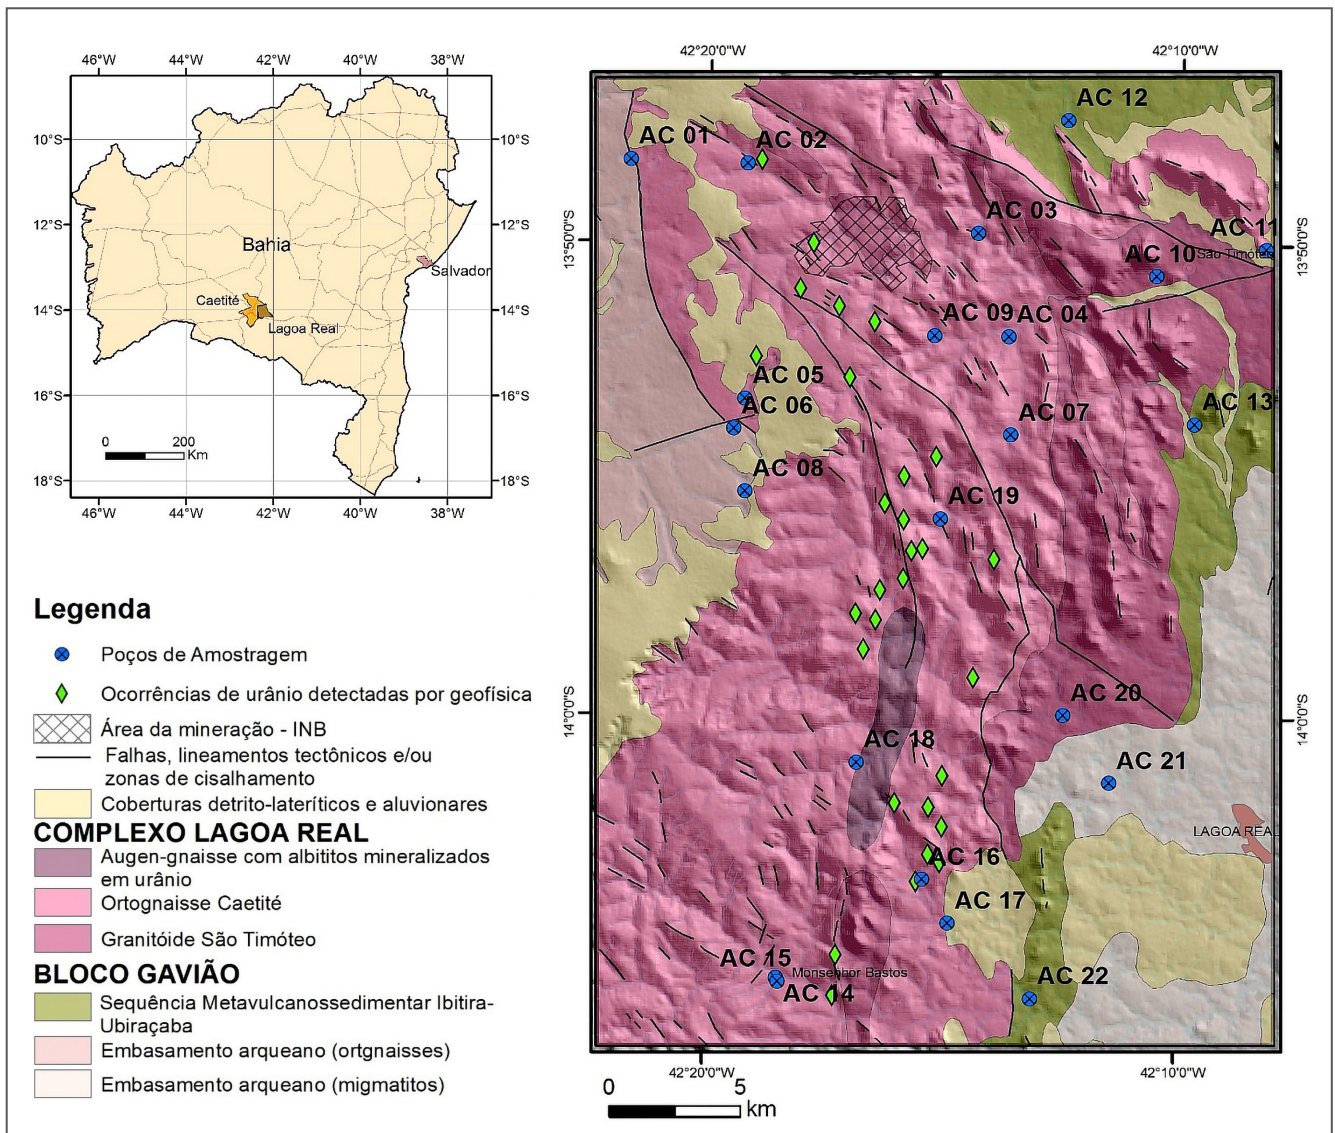 46°W 44°W 42°W 40°W 38°W
10°S 10°S
12°S 12°S
Bahia
Salvador
Caetité
14°S 14°S
Lagoa Real
16°S 16°S
0 200
Km
18°S 18°S
46°W 44°W 42°W 40°W 38°W
Legenda
Poços de Amostragem
Ocorrências de urânio detectadas por geofísica
Área da mineração - INB
Falhas, lineamentos tectônicos e/ou
zonas de cisalhamento
Coberturas detrito-lateríticos e aluvionares
COMPLEXO LAGOA REAL
Augen-gnaisse com albititos mineralizados
em urânio
Ortognaisse Caetité
Granitóide São Timóteo
BLOCO GAVIÃO
Sequência Metavulcanossedimentar Ibitira-
Ubiraçaba
Embasamento arqueano (ortgnaisses)
Embasamento arqueano (migmatitos)
42°20'0"W 42°10'0"W
AC 12
AC 01 AC 02
AC 03
AC 11
13°50'0"S 13°50'0"S
AC 10 São Timóteo
AC 09 AC 04
AC 05
AC 06
AC 13
AC 07
AC 08
AC 19
AC 20
14°0'0"S 14°0'0"S
AC 18
AC 21
LAGOA REAL
AC 16
AC 17
AC 15
Monsenhor Bastos
AC 14
AC 22
42°20'0"W 42°10'0"W
0 5
km